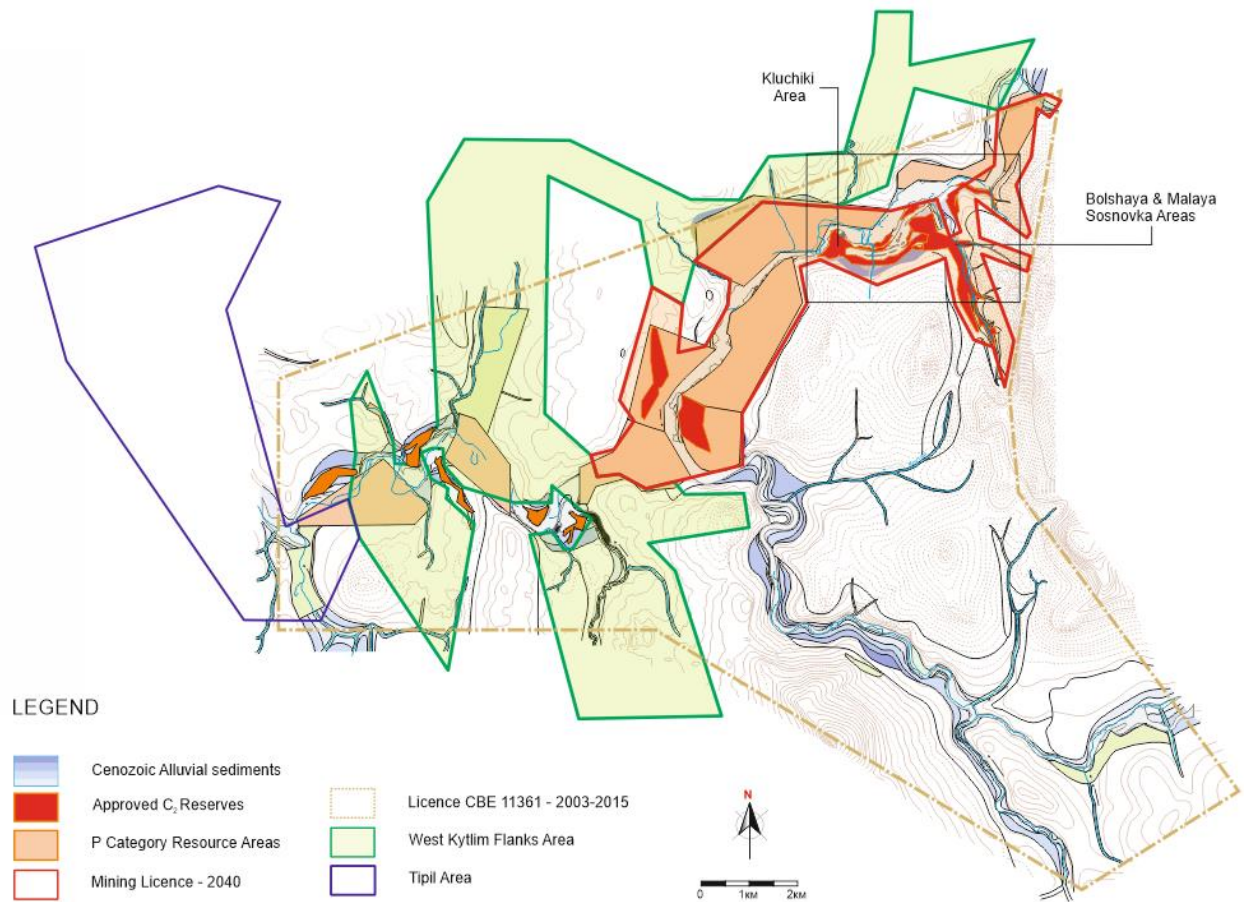 Kluchiki
Area
Bolshaya & Malaya
Sosnovka Areas
LEGEND
Cenozoic Alluvial sediments
Approved C₂ Reserves
P Category Resource Areas
Mining Licence - 2040
Licence CBE 11361 - 2003-2015
West Kytlim Flanks Area
Tipil Area
N
0 1км 2км